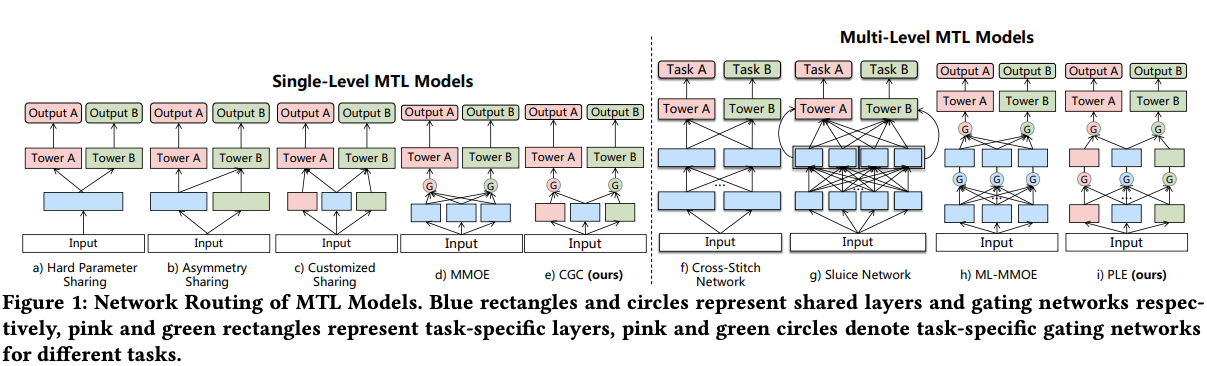 Single-Level MTL Models
Multi-Level MTL Models
Output A
Output B
Tower A
Tower B
Input
a) Hard Parameter
Sharing
Output A
Output B
Tower A
Tower B
Input
b) Asymmetry
Sharing
Output A
Output B
Tower A
Tower B
Input
c) Customized
Sharing
Output A
Output B
Tower A
Tower B
G
G
Input
d) MMOE
Output A
Output B
Tower A
Tower B
G
G
Input
e) CGC (ours)
Task A
Task B
Tower A
Tower B
...
Input
f) Cross-Stitch
Network
Task A
Task B
Tower A
Tower B
...
Input
g) Sluice Network
Output A
Output B
Tower A
Tower B
G
G
G
G
G
...
Input
h) ML-MMOE
Output A
Output B
Tower A
Tower B
G
G
G
G
G
...
Input
i) PLE (ours)
Figure 1: Network Routing of MTL Models. Blue rectangles and circles represent shared layers and gating networks respec-
tively, pink and green rectangles represent task-specific layers, pink and green circles denote task-specific gating networks
for different tasks.